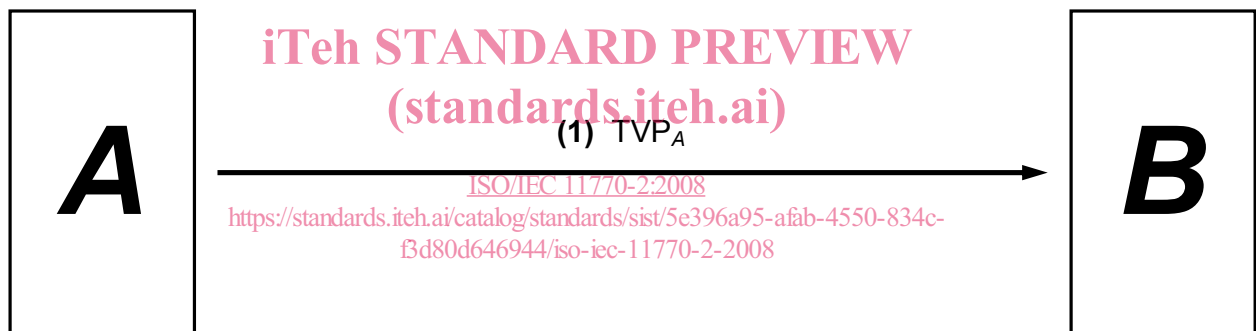 iTeh STANDARD PREVIEW
(standards.iteh.ai)
A
(1) TVPA
B
ISO/IEC 11770-2:2008
https://standards.iteh.ai/catalog/standards/sist/5e396a95-afab-4550-834c-
f3d80d646944/iso-iec-11770-2-2008